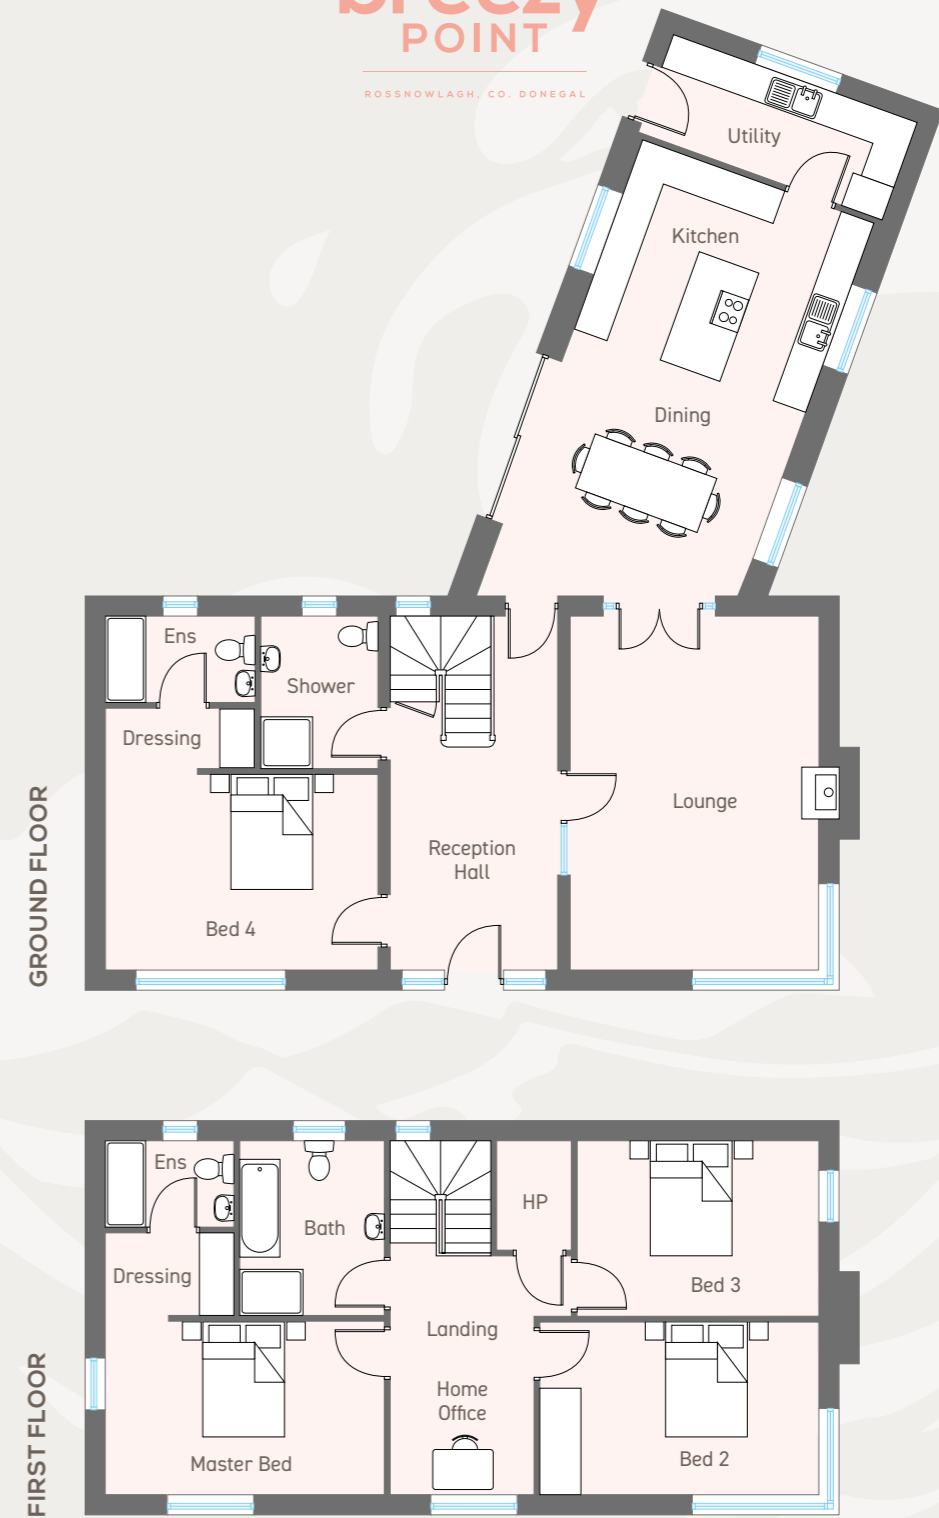 breezy
POINT
ROSSNOWLAGH, CO. DONEGAL
Utility
Kitchen
Dining
GROUND FLOOR
Ens
Shower
Dressing
Lounge
Reception
Hall
Bed 4
FIRST FLOOR
Ens
HP
Bath
Dressing
Bed 3
Landing
Home
Office
Master Bed
Bed 2